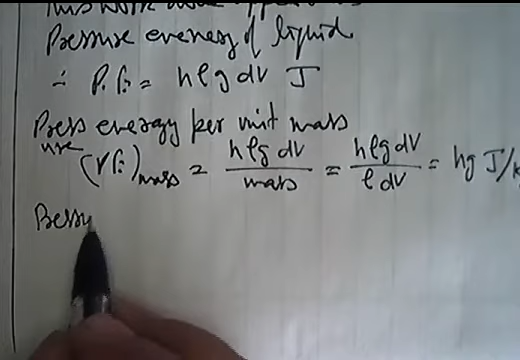 Pressure energy of liquid
∴ P.E = hρg dV J
Press energy per unit mass
(P.E)mass = hρg dV / mass = hρg dV / ρ dV = hg J/k
Pressu